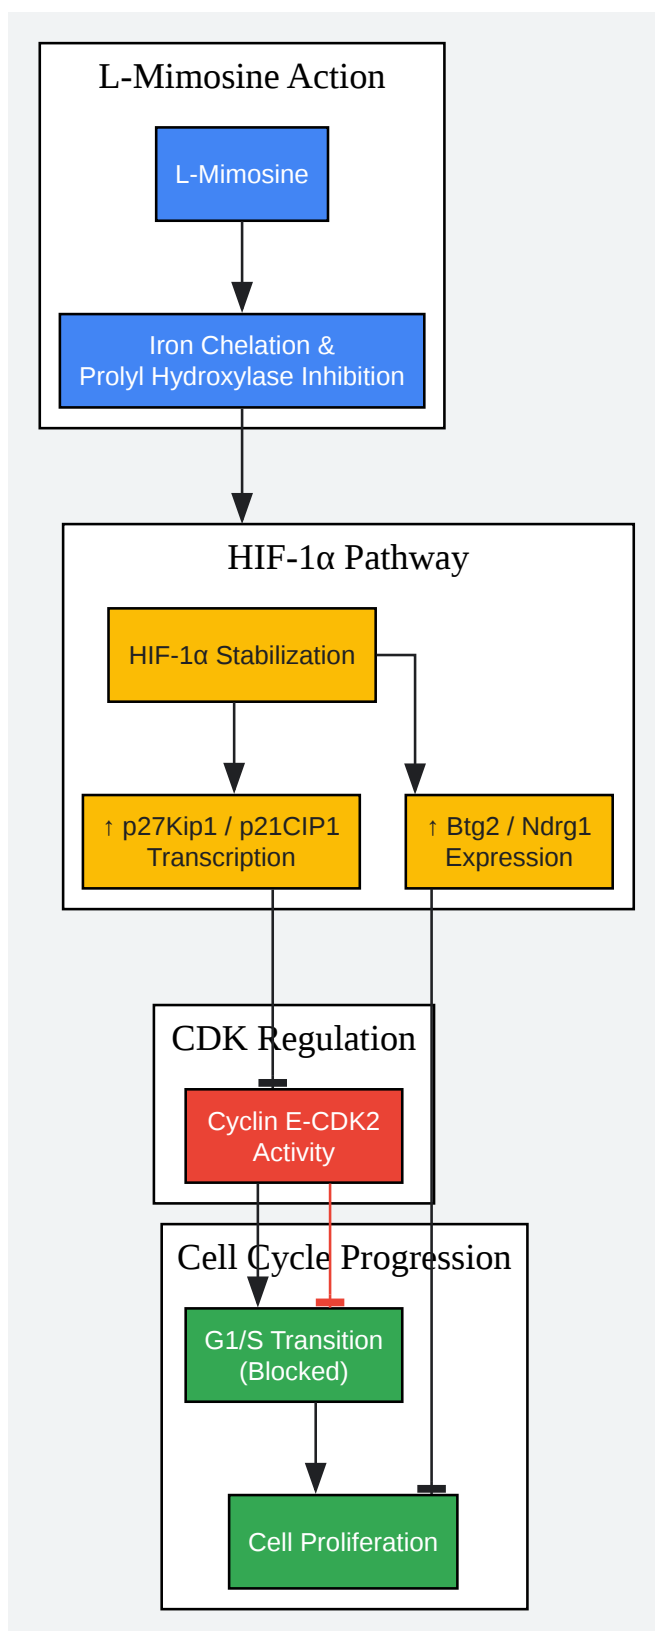 L-Mimosine Action
L-Mimosine
Iron Chelation &
Prolyl Hydroxylase Inhibition
HIF-1α Pathway
HIF-1α Stabilization
↑ p27Kip1 / p21CIP1
Transcription
↑ Btg2 / Ndrg1
Expression
CDK Regulation
Cyclin E-CDK2
Activity
Cell Cycle Progression
G1/S Transition
(Blocked)
Cell Proliferation